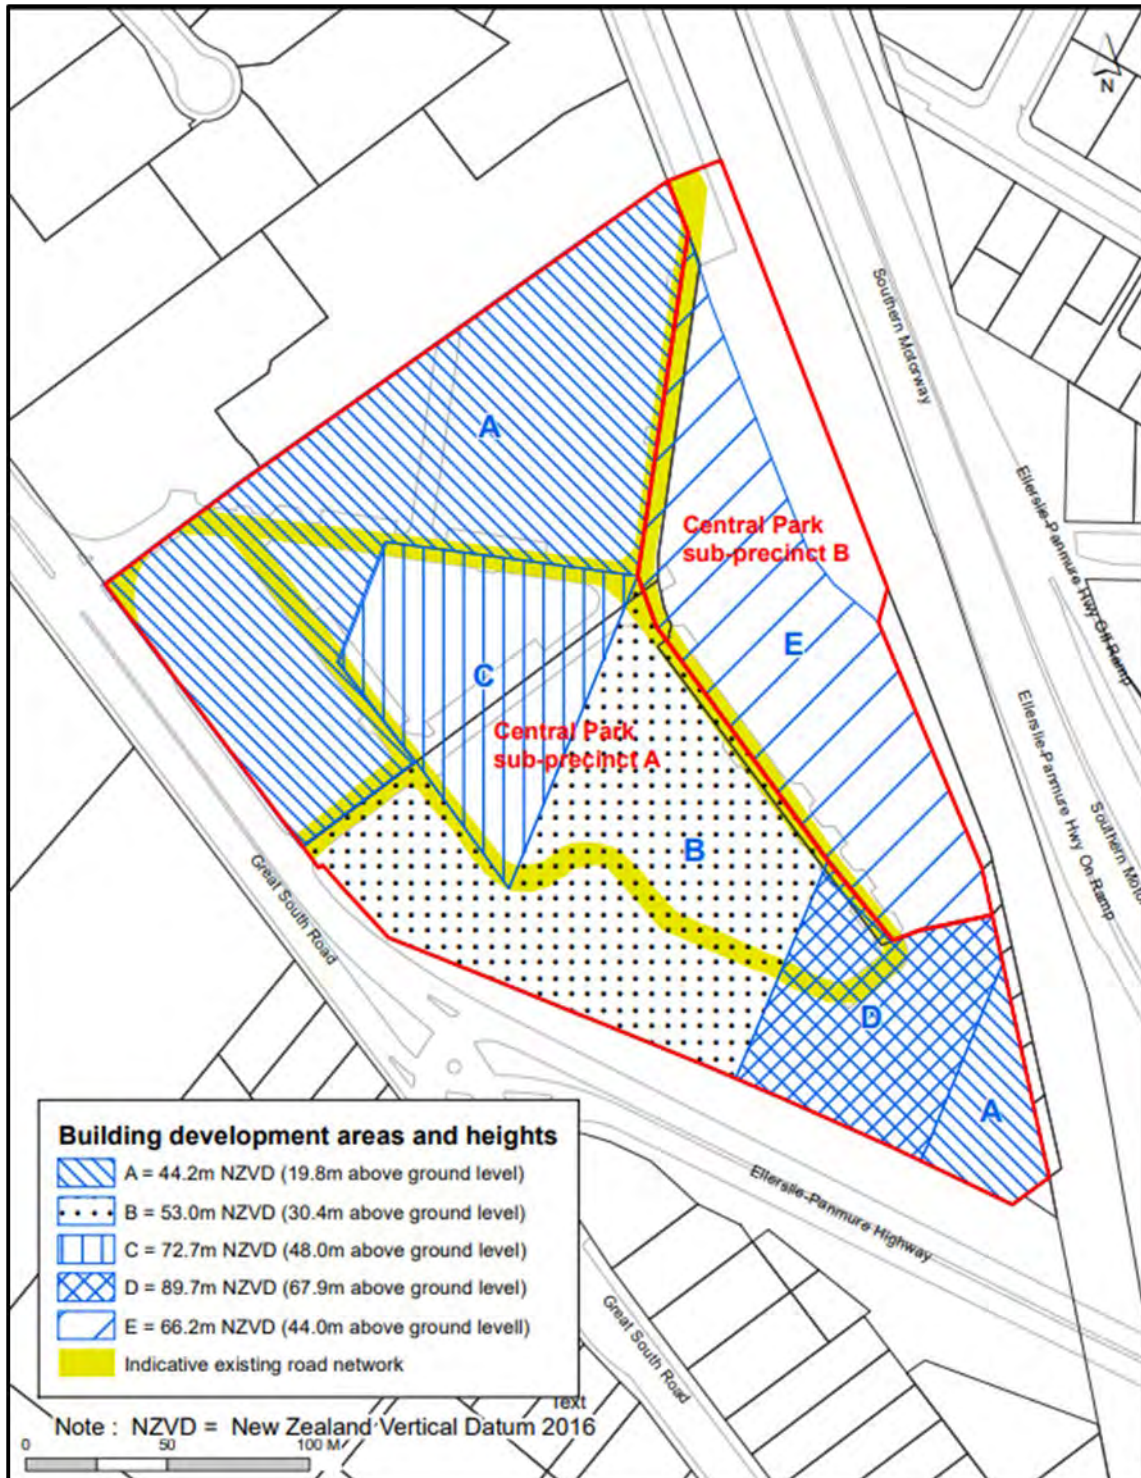 N
Southern Motorway
A
Ellerslie-Panmure Hwy Off Ramp
Central Park
sub-precinct B
E
C
Central Park
sub-precinct A
Ellerslie-Panmure Hwy On Ramp
B
Great South Road
D
A
Building development areas and heights
A = 44.2m NZVD (19.8m above ground level)
B = 53.0m NZVD (30.4m above ground level)
C = 72.7m NZVD (48.0m above ground level)
D = 89.7m NZVD (67.9m above ground level)
E = 66.2m NZVD (44.0m above ground levell)
Indicative existing road network
Ellerslie-Panmure Highway
Great South Road
Text
Note : NZVD = New Zealand Vertical Datum 2016
0 50 100 M